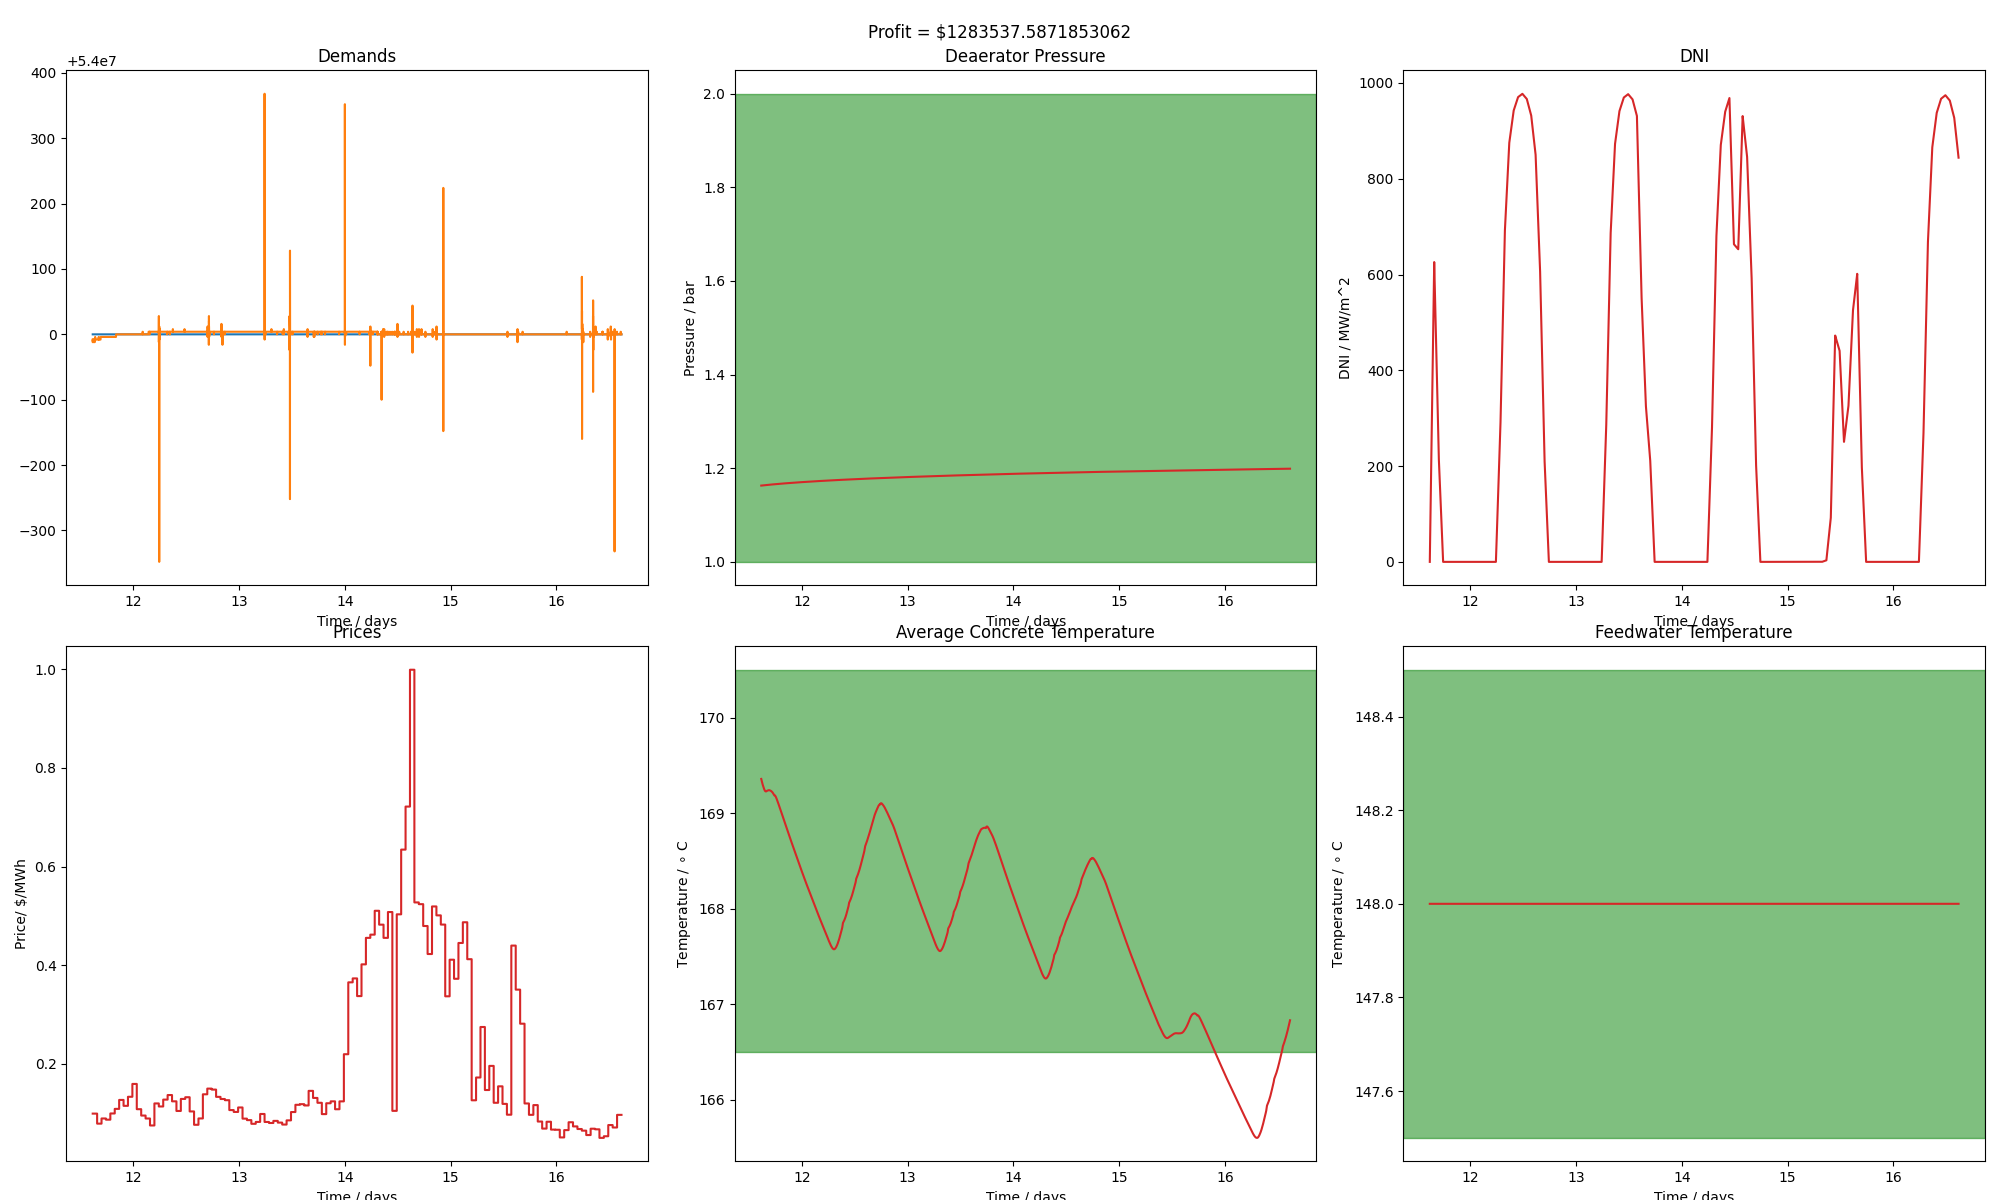 Profit = $1283537.5871853062
Demands
+5.4e7
400
300
200
100
0
−100
−200
−300
12 13 14 15 16
Time / days
Deaerator Pressure
Pressure / bar
2.0
1.8
1.6
1.4
1.2
1.0
12 13 14 15 16
Time / days
DNI
DNI / MW/m^2
1000
800
600
400
200
0
12 13 14 15 16
Time / days
Prices
Price/ $/MWh
1.0
0.8
0.6
0.4
0.2
12 13 14 15 16
Time / days
Average Concrete Temperature
Temperature / ∘ C
170
169
168
167
166
12 13 14 15 16
Time / days
Feedwater Temperature
Temperature / ∘ C
148.4
148.2
148.0
147.8
147.6
12 13 14 15 16
Time / days